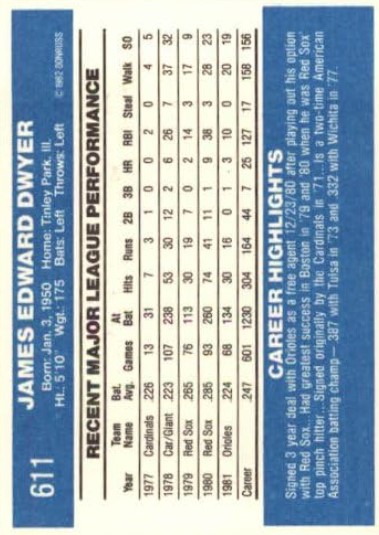 611
JAMES EDWARD DWYER
Born: Jan. 3, 1950 Home: Tinley Park, Ill.
Ht.: 5'10" Wgt.: 175 Bats: Left Throws: Left
© 1982 DONRUSS
RECENT MAJOR LEAGUE PERFORMANCE
Team Bat. At
Year Name Avg. Games Bat Hits Runs 2B 3B HR RBI Steal Walk SO
1977 Cardinals .226 13 31 7 3 1 0 0 2 0 4 5
1978 Car/Giant .223 107 238 53 30 12 2 6 26 7 37 32
1979 Red Sox .265 76 113 30 19 7 0 2 14 3 17 9
1980 Red Sox .285 93 260 74 41 11 1 9 38 3 28 23
1981 Orioles .224 68 134 30 16 0 1 3 10 0 20 19
Career .247 601 1230 304 164 44 7 25 127 17 158 156
CAREER HIGHLIGHTS
Signed 3 year deal with Orioles as a free agent 12/23/80 after playing out his option
with Red Sox. Had greatest success in Boston in '79 and '80 when he was Red Sox
top pinch hitter...Signed originally by the Cardinals in '71...Is a two-time American
Association batting champ—.387 with Tulsa in '73 and .332 with Wichita in '77.